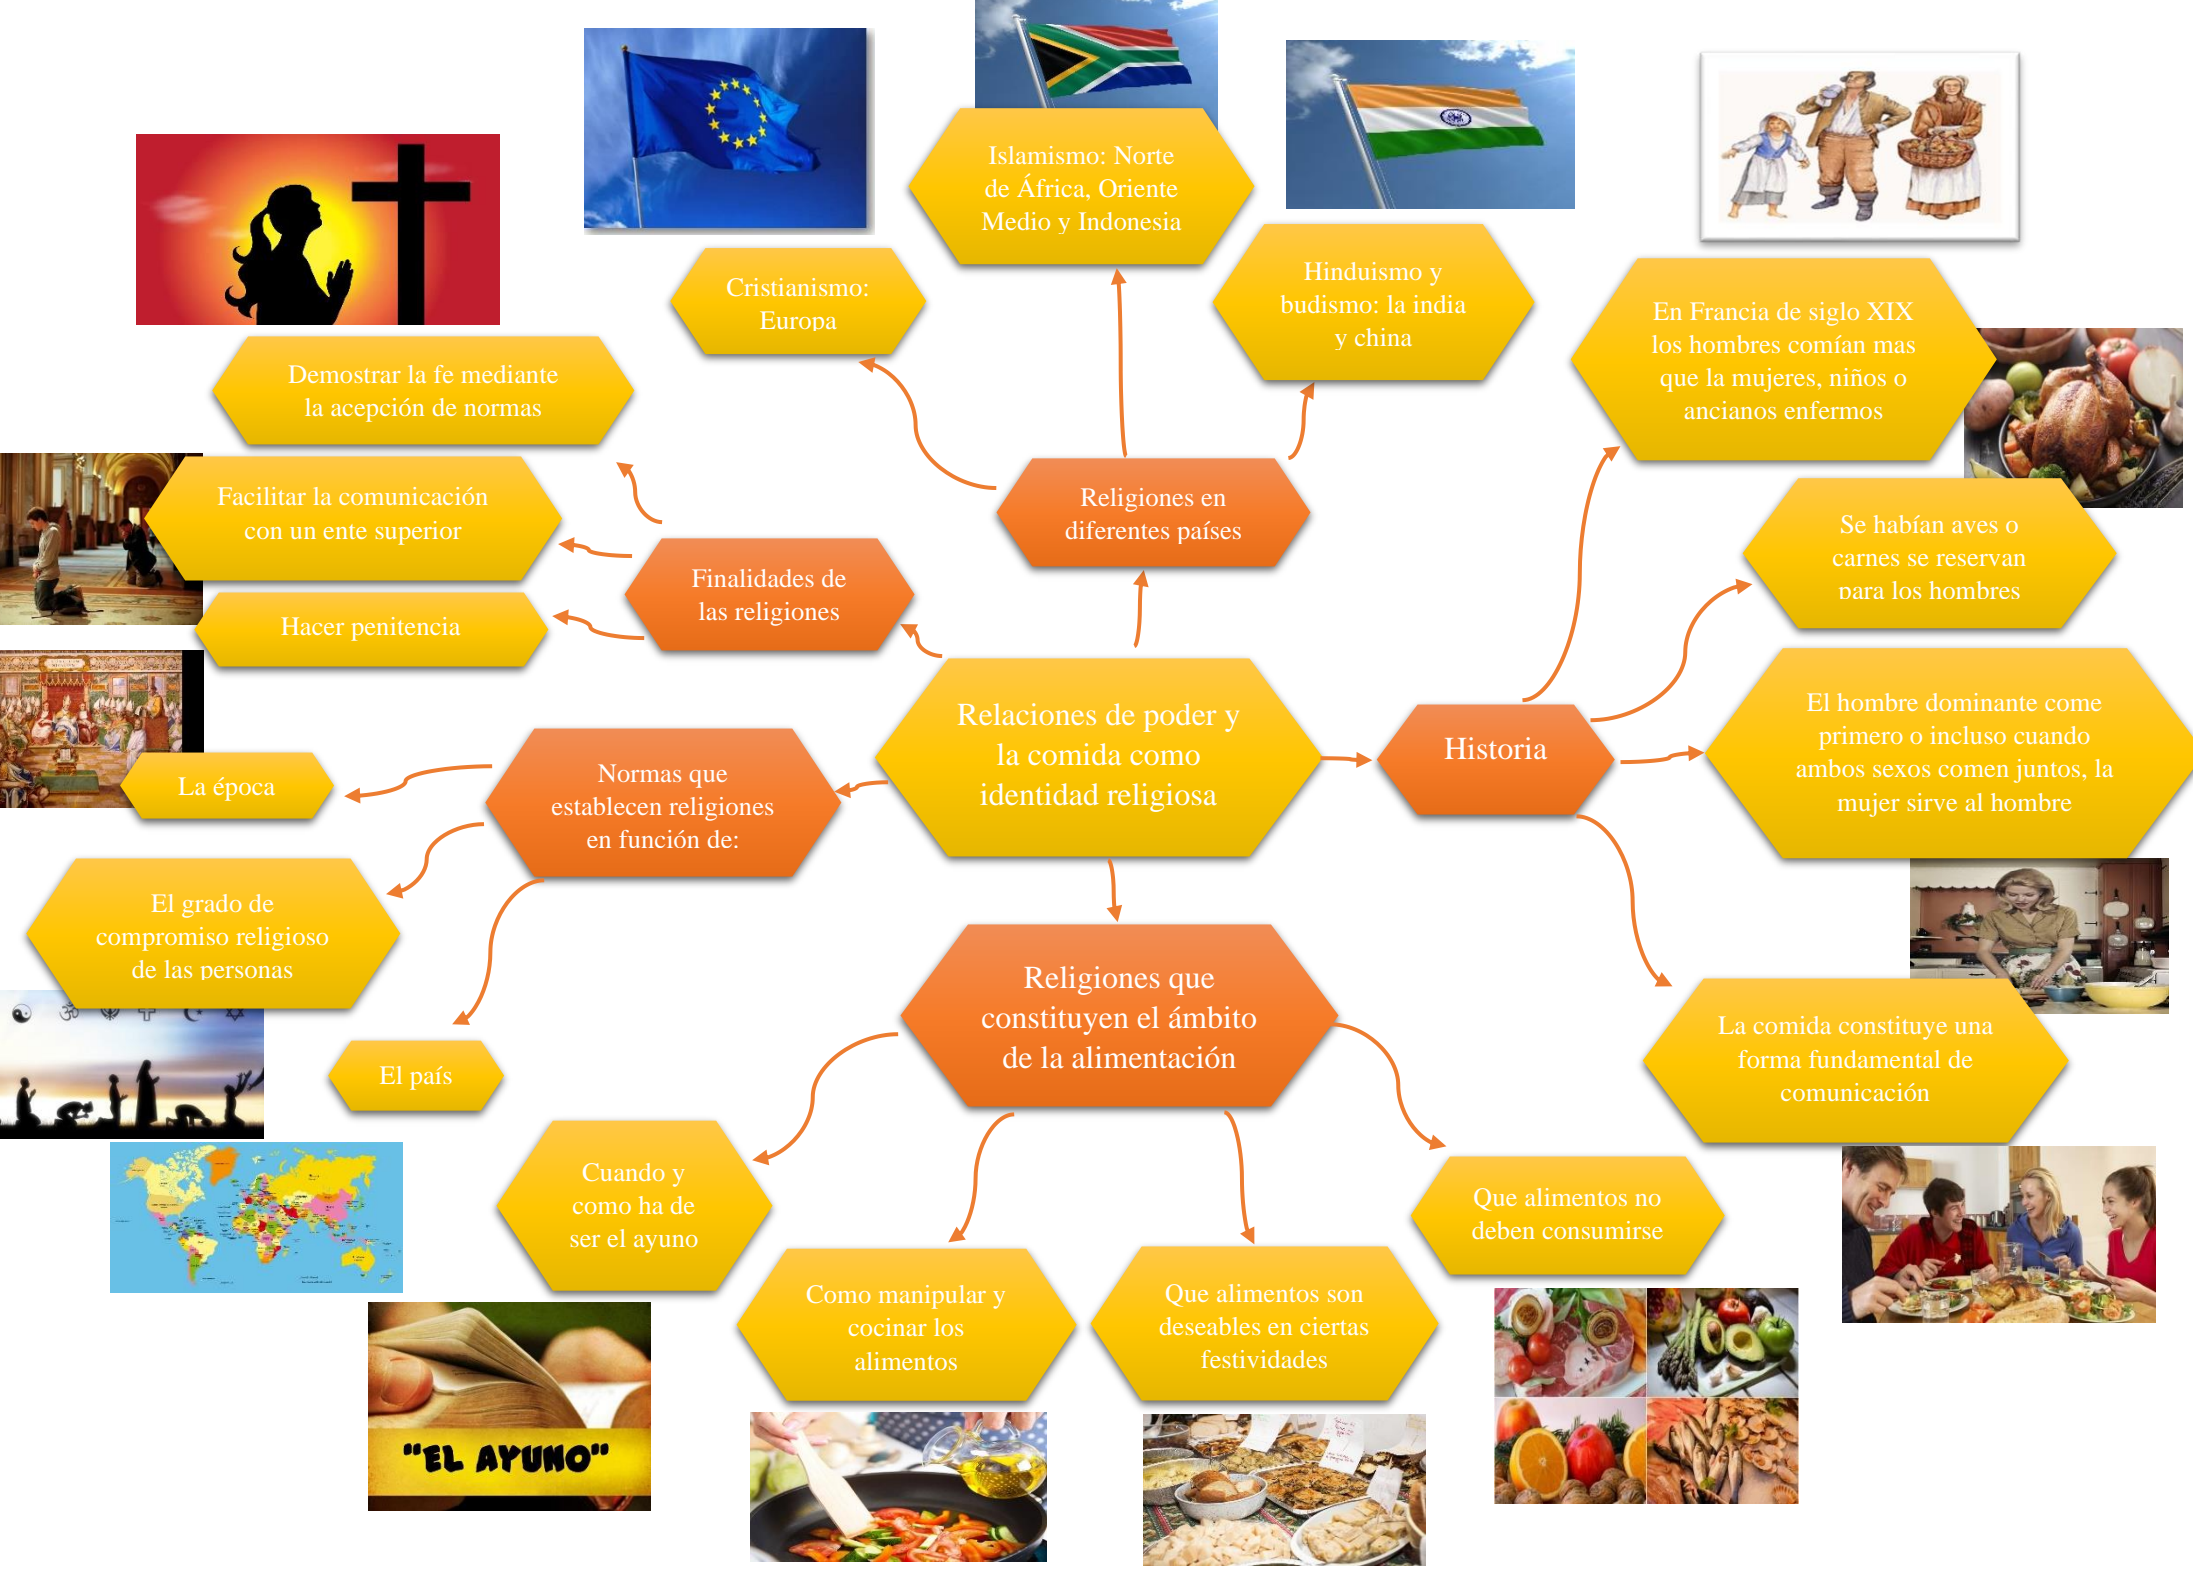 Islamismo: Norte
de África, Oriente
Medio y Indonesia
Cristianismo:
Europa
Hinduismo y
budismo: la india
y china
En Francia de siglo XIX
los hombres comían mas
que la mujeres, niños o
ancianos enfermos
Demostrar la fe mediante
la acepción de normas
Facilitar la comunicación
con un ente superior
Hacer penitencia
Finalidades de
las religiones
Religiones en
diferentes países
Se habían aves o
carnes se reservan
para los hombres
El hombre dominante come
primero o incluso cuando
ambos sexos comen juntos, la
mujer sirve al hombre
Relaciones de poder y
la comida como
identidad religiosa
Historia
Normas que
establecen religiones
en función de:
La época
El grado de
compromiso religioso
de las personas
El país
Religiones que
constituyen el ámbito
de la alimentación
La comida constituye una
forma fundamental de
comunicación
Cuando y
como ha de
ser el ayuno
Como manipular y
cocinar los
alimentos
Que alimentos son
deseables en ciertas
festividades
Que alimentos no
deben consumirse
"EL AYUNO"